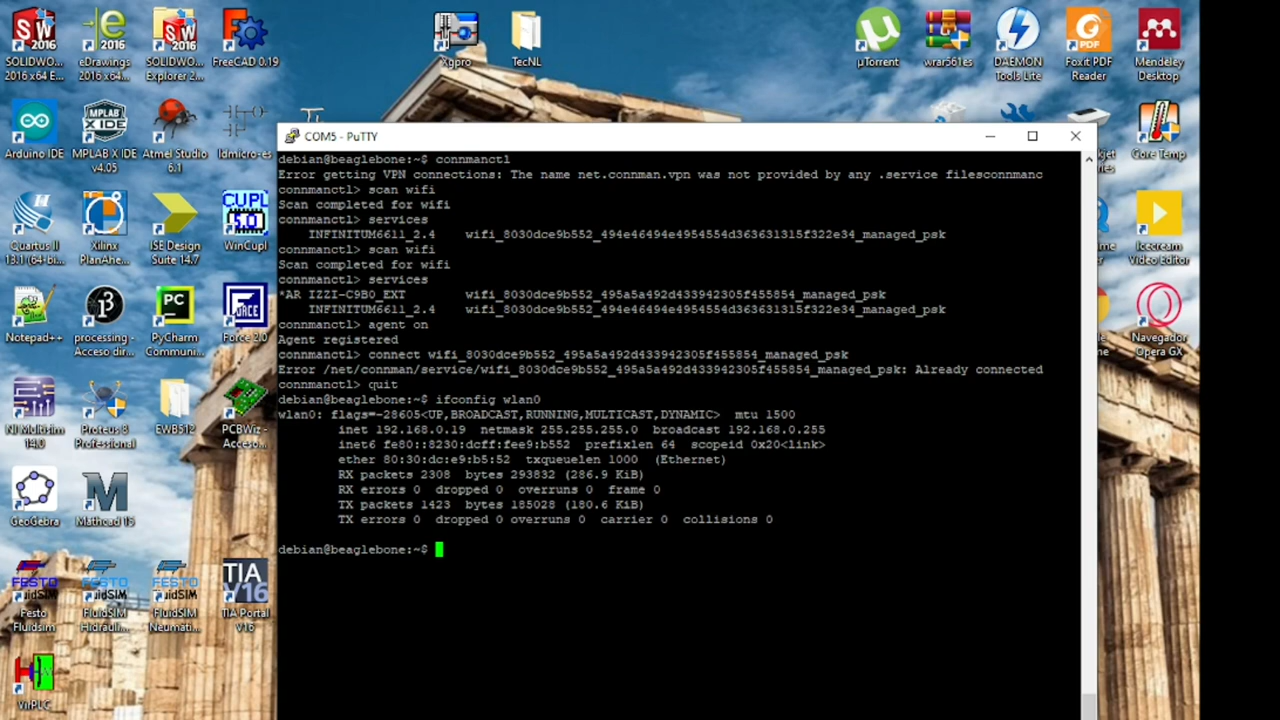 SOLIDWO...
2016 x64 E...
eDrawings
2016 x64...
SOLIDWO...
Explorer 2...
FreeCAD 0.19
Xgpro
TecNL
µTorrent
wrar561es
DAEMON
Tools Lite
Foxit PDF
Reader
Mendeley
Desktop
Arduino IDE
MPLAB X IDE
v4.05
Atmel Studio
6.1
ldmicro-es
Core Temp
Quartus II
13.1 (64-bi...
Xilinx
PlanAhe...
ISE Design
Suite 14.7
WinCupl
Icecream
Video Editor
Notepad++
processing -
Acceso dir...
PyCharm
Communi...
Force 2.0
Navegador
Opera GX
NI Multisim
14.0
Proteus 8
Professional
EWB512
PCBWiz -
Acceso...
GeoGebra
Mathcad 15
Festo
Fluidsim
FluidSIM
Hidrauli...
FluidSIM
Neumati...
TIA Portal
V16
VirPLC
COM5 - PuTTY
debian@beaglebone:~$ connmanctl
Error getting VPN connections: The name net.connman.vpn was not provided by any .service filesconnmanc
connmanctl> scan wifi
Scan completed for wifi
connmanctl> services
INFINITUM6611_2.4 wifi_8030dce9b552_494e46494e4954554d363631315f322e34_managed_psk
connmanctl> scan wifi
Scan completed for wifi
connmanctl> services
*AR IZZI-C9B0_EXT wifi_8030dce9b552_495a5a492d433942305f455854_managed_psk
INFINITUM6611_2.4 wifi_8030dce9b552_494e46494e4954554d363631315f322e34_managed_psk
connmanctl> agent on
Agent registered
connmanctl> connect wifi_8030dce9b552_495a5a492d433942305f455854_managed_psk
Error /net/connman/service/wifi_8030dce9b552_495a5a492d433942305f455854_managed_psk: Already connected
connmanctl> quit
debian@beaglebone:~$ ifconfig wlan0
wlan0: flags=-28605<UP,BROADCAST,RUNNING,MULTICAST,DYNAMIC> mtu 1500
inet 192.168.0.19 netmask 255.255.255.0 broadcast 192.168.0.255
inet6 fe80::8230:dcff:fee9:b552 prefixlen 64 scopeid 0x20<link>
ether 80:30:dc:e9:b5:52 txqueuelen 1000 (Ethernet)
RX packets 2308 bytes 293832 (286.9 KiB)
RX errors 0 dropped 0 overruns 0 frame 0
TX packets 1423 bytes 185028 (180.6 KiB)
TX errors 0 dropped 0 overruns 0 carrier 0 collisions 0
debian@beaglebone:~$